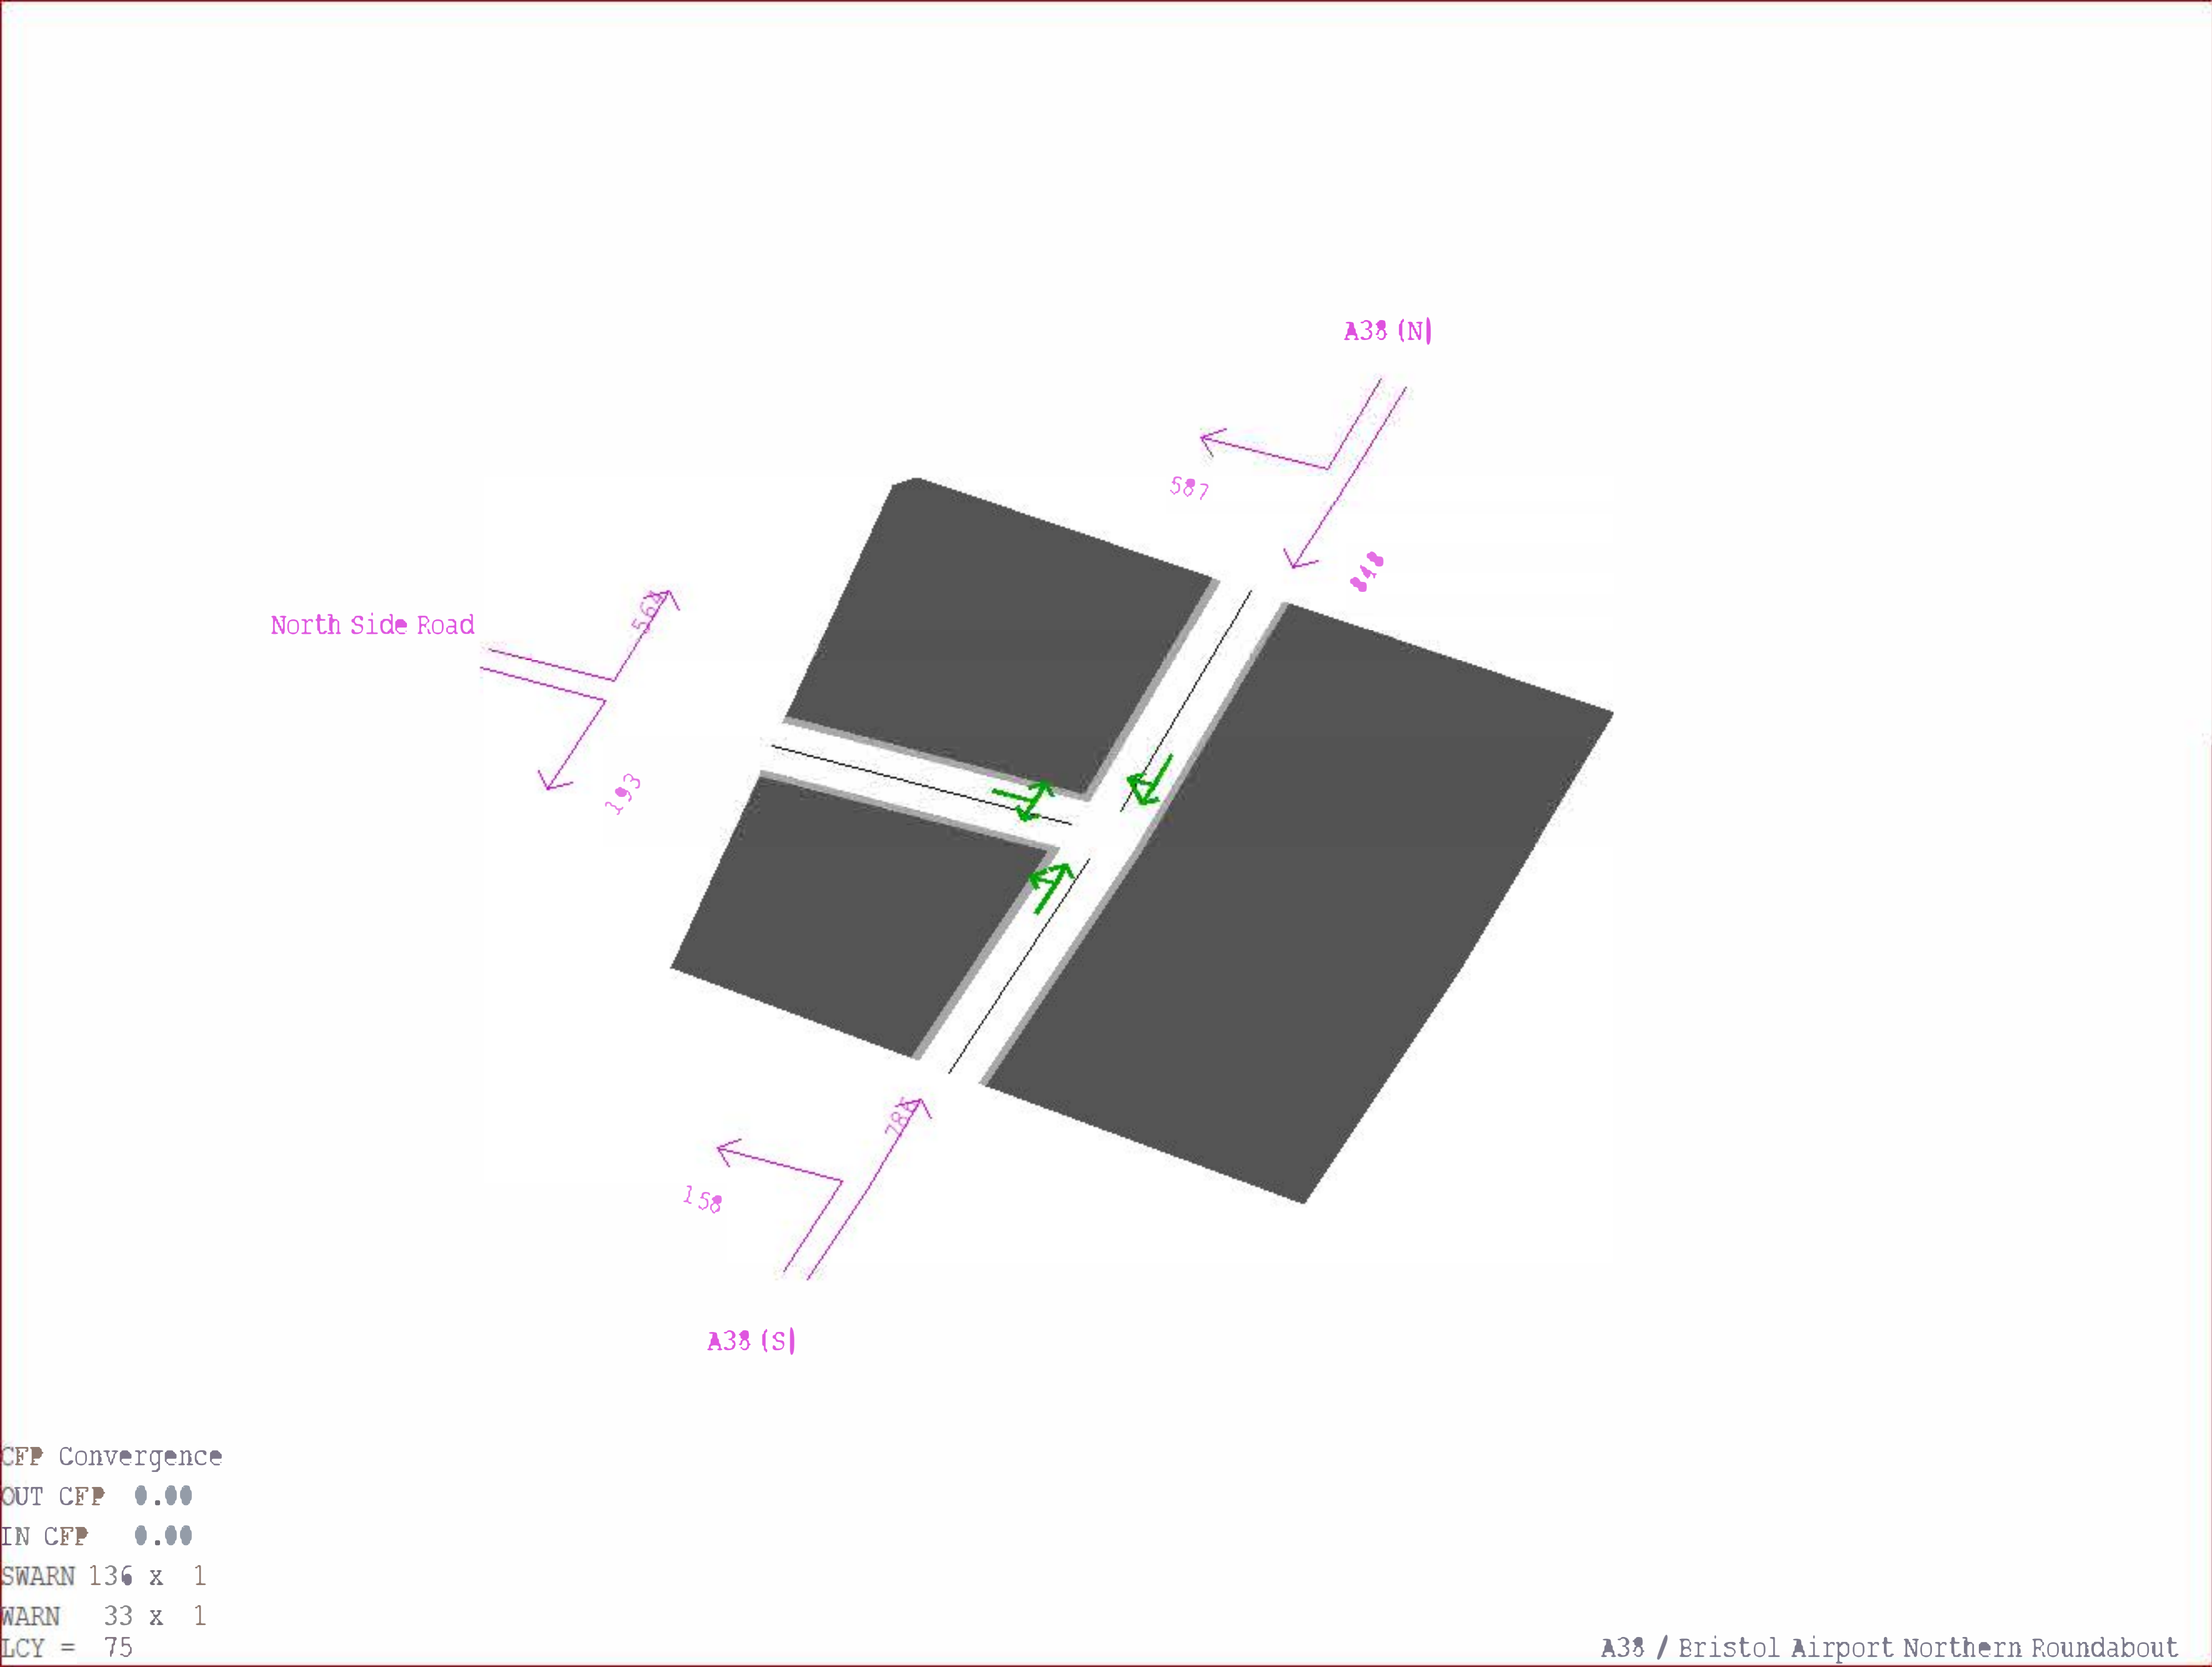 A38 (N)
587
848
564
North Side Road
193
158
A38 (S)
CFP Convergence
OUT CFP 0.00
IN CFP 0.00
SWARN 136 x 1
WARN 33 x 1
LCY = 75
A38 / Bristol Airport Northern Roundabout